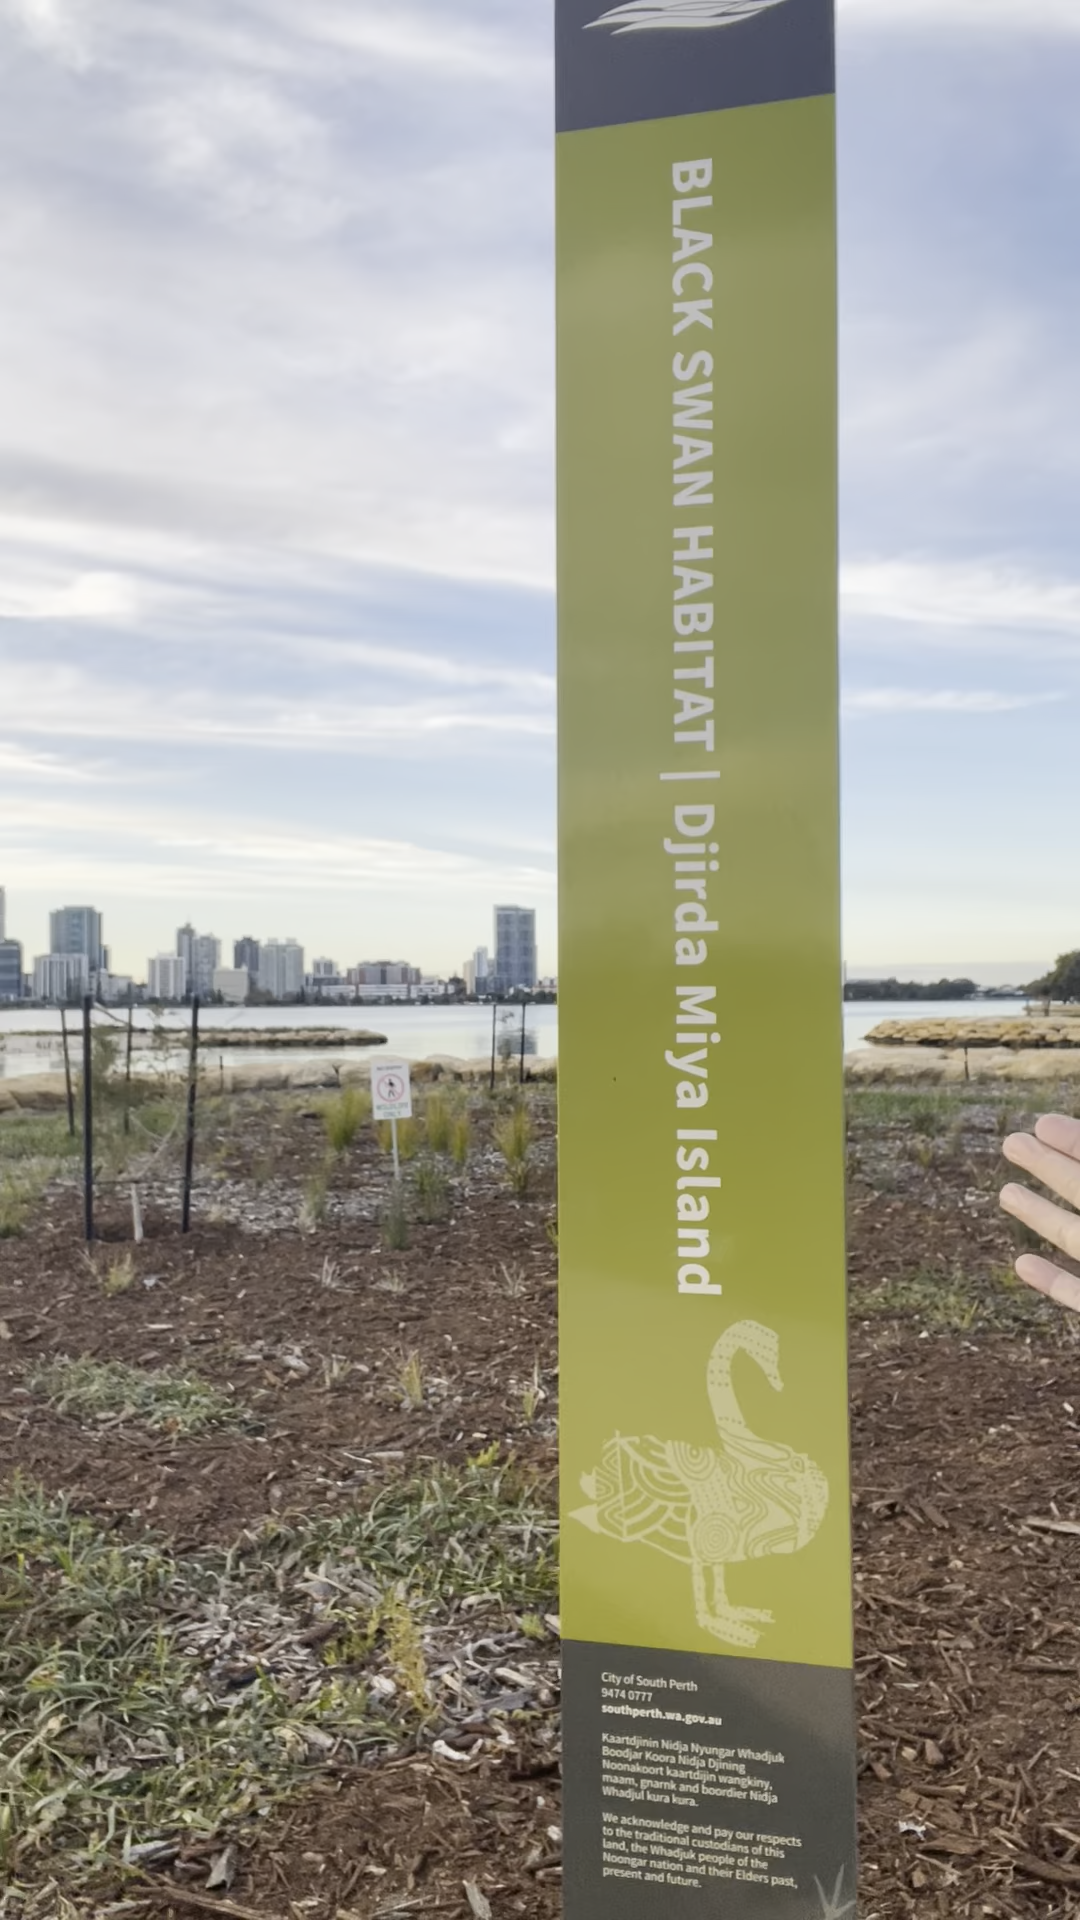 BLACK SWAN HABITAT | Djirda Miya Island
City of South Perth
9474 0777
southperth.wa.gov.au
Kaartdjinin Nidja Nyungar Whadjuk
Boodjar Koora Nidja Djining
Noonakoort kaartdijin wangkiny,
maam, gnarnk and boordier Nidja
Whadjul kura kura.
We acknowledge and pay our respects
to the traditional custodians of this
land, the Whadjuk people of the
Noongar nation and their Elders past,
present and future.